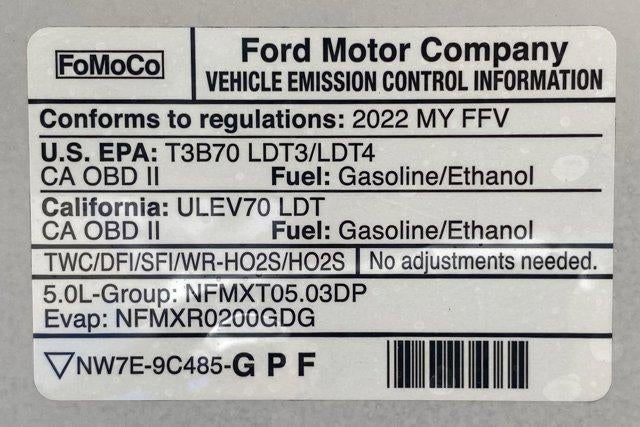 FoMoCo
Ford Motor Company
VEHICLE EMISSION CONTROL INFORMATION
Conforms to regulations: 2022 MY FFV
U.S. EPA: T3B70 LDT3/LDT4
CA OBD II Fuel: Gasoline/Ethanol
California: ULEV70 LDT
CA OBD II Fuel: Gasoline/Ethanol
TWC/DFI/SFI/WR-HO2S/HO2S No adjustments needed.
5.0L-Group: NFMXT05.03DP
Evap: NFMXR0200GDG
NW7E-9C485-G P F